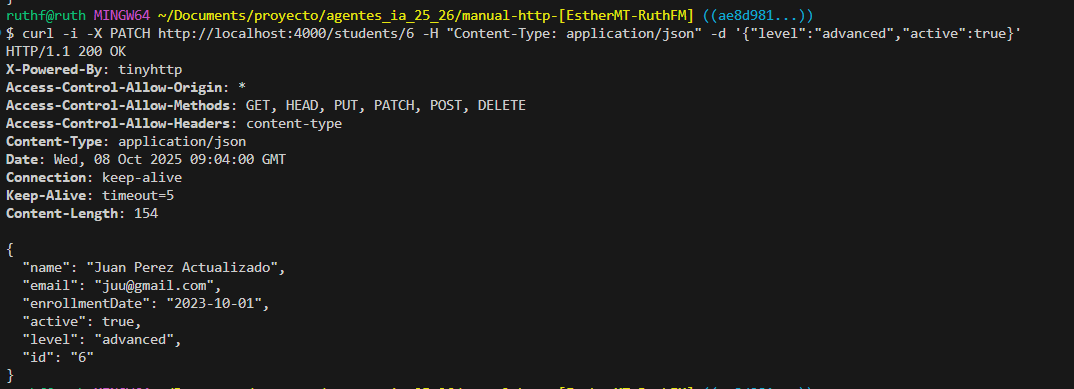 }
ruthf@ruth MINGW64 ~/Documents/proyecto/agentes_ia_25_26/manual-http-[EstherMT-RuthFM] ((ae8d981...))
$ curl -i -X PATCH http://localhost:4000/students/6 -H "Content-Type: application/json" -d '{"level":"advanced","active":true}'
HTTP/1.1 200 OK
X-Powered-By: tinyhttp
Access-Control-Allow-Origin: *
Access-Control-Allow-Methods: GET, HEAD, PUT, PATCH, POST, DELETE
Access-Control-Allow-Headers: content-type
Content-Type: application/json
Date: Wed, 08 Oct 2025 09:04:00 GMT
Connection: keep-alive
Keep-Alive: timeout=5
Content-Length: 154

{
  "name": "Juan Perez Actualizado",
  "email": "juu@gmail.com",
  "enrollmentDate": "2023-10-01",
  "active": true,
  "level": "advanced",
  "id": "6"
}